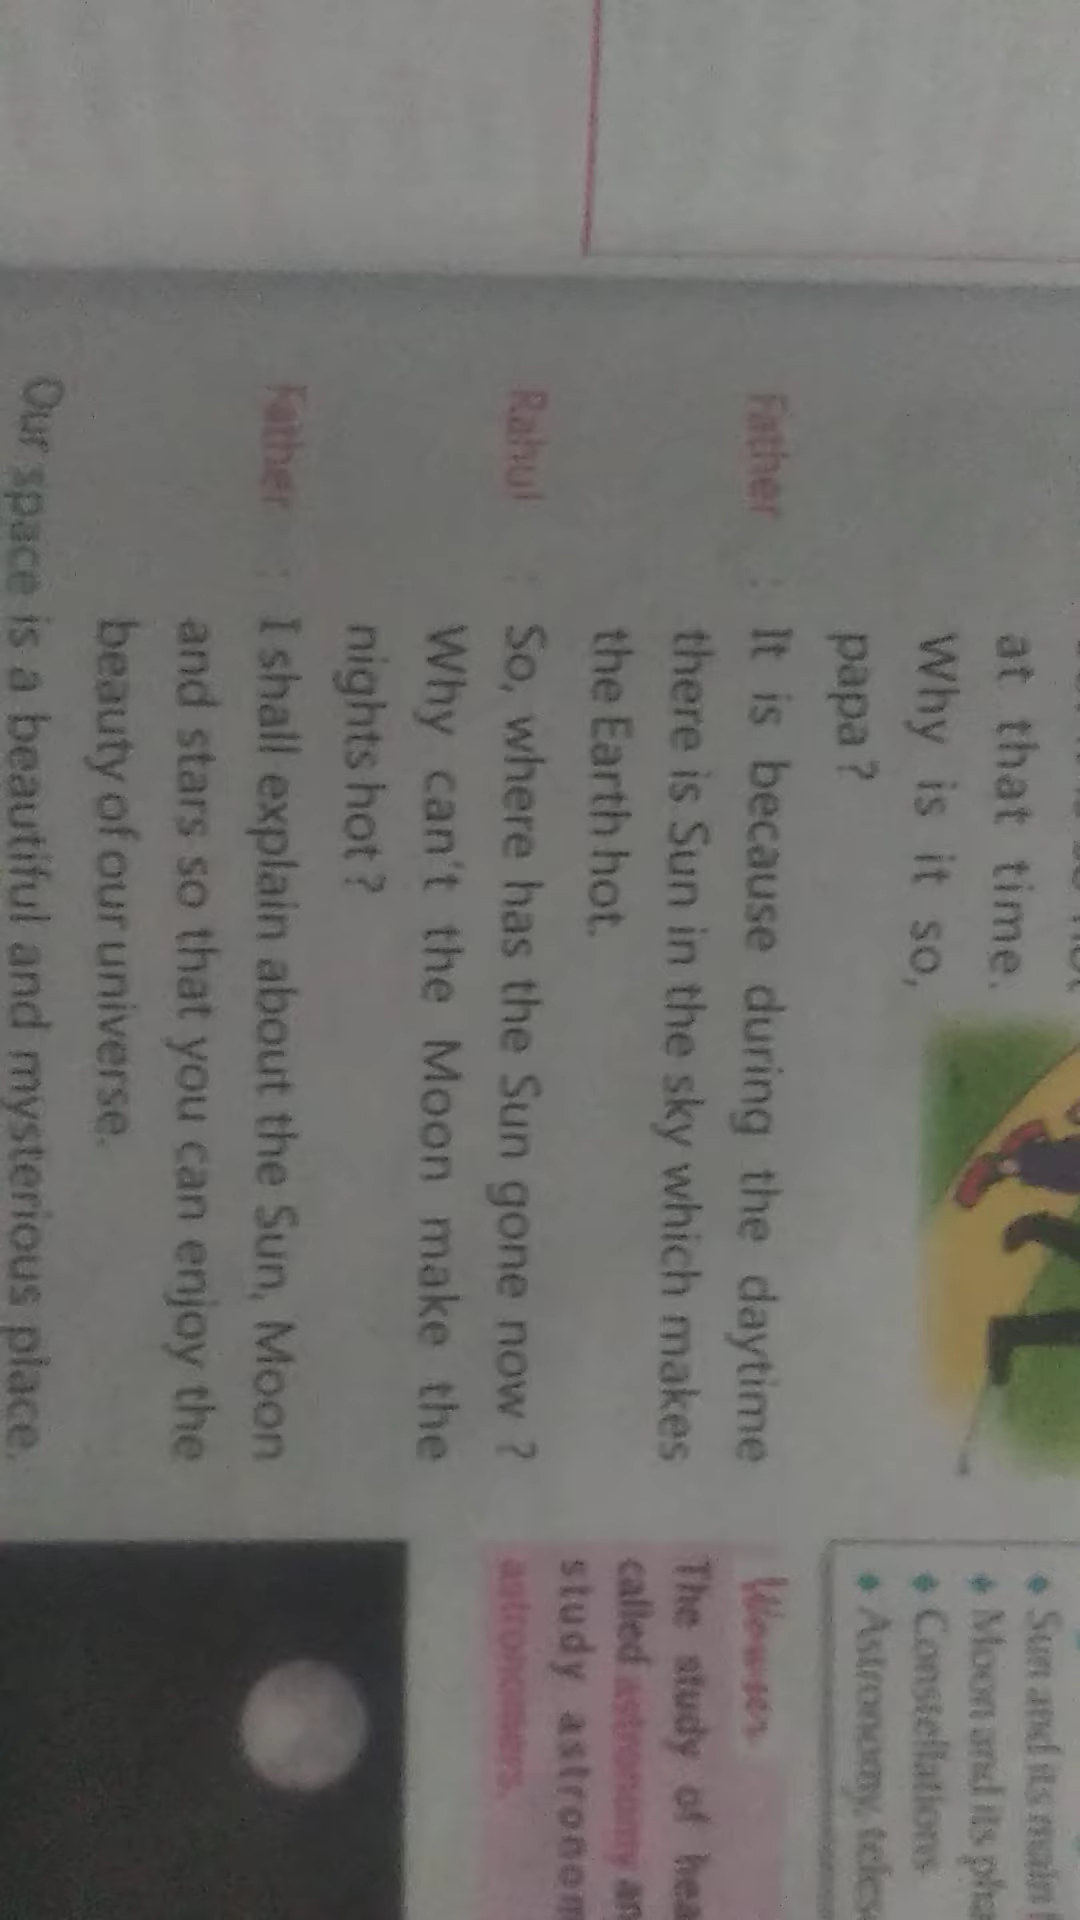 at that time.
Why is it so,
papa ?
Father : It is because during the daytime
there is Sun in the sky which makes
the Earth hot.
Rahul : So, where has the Sun gone now ?
Why can't the Moon make the
nights hot ?
Father : I shall explain about the Sun, Moon
and stars so that you can enjoy the
beauty of our universe.
Our space is a beautiful and mysterious place.
Sun and its main
Moon and its
Constellations
Astronomy,
The study of
called astronomy
study
astronomers.